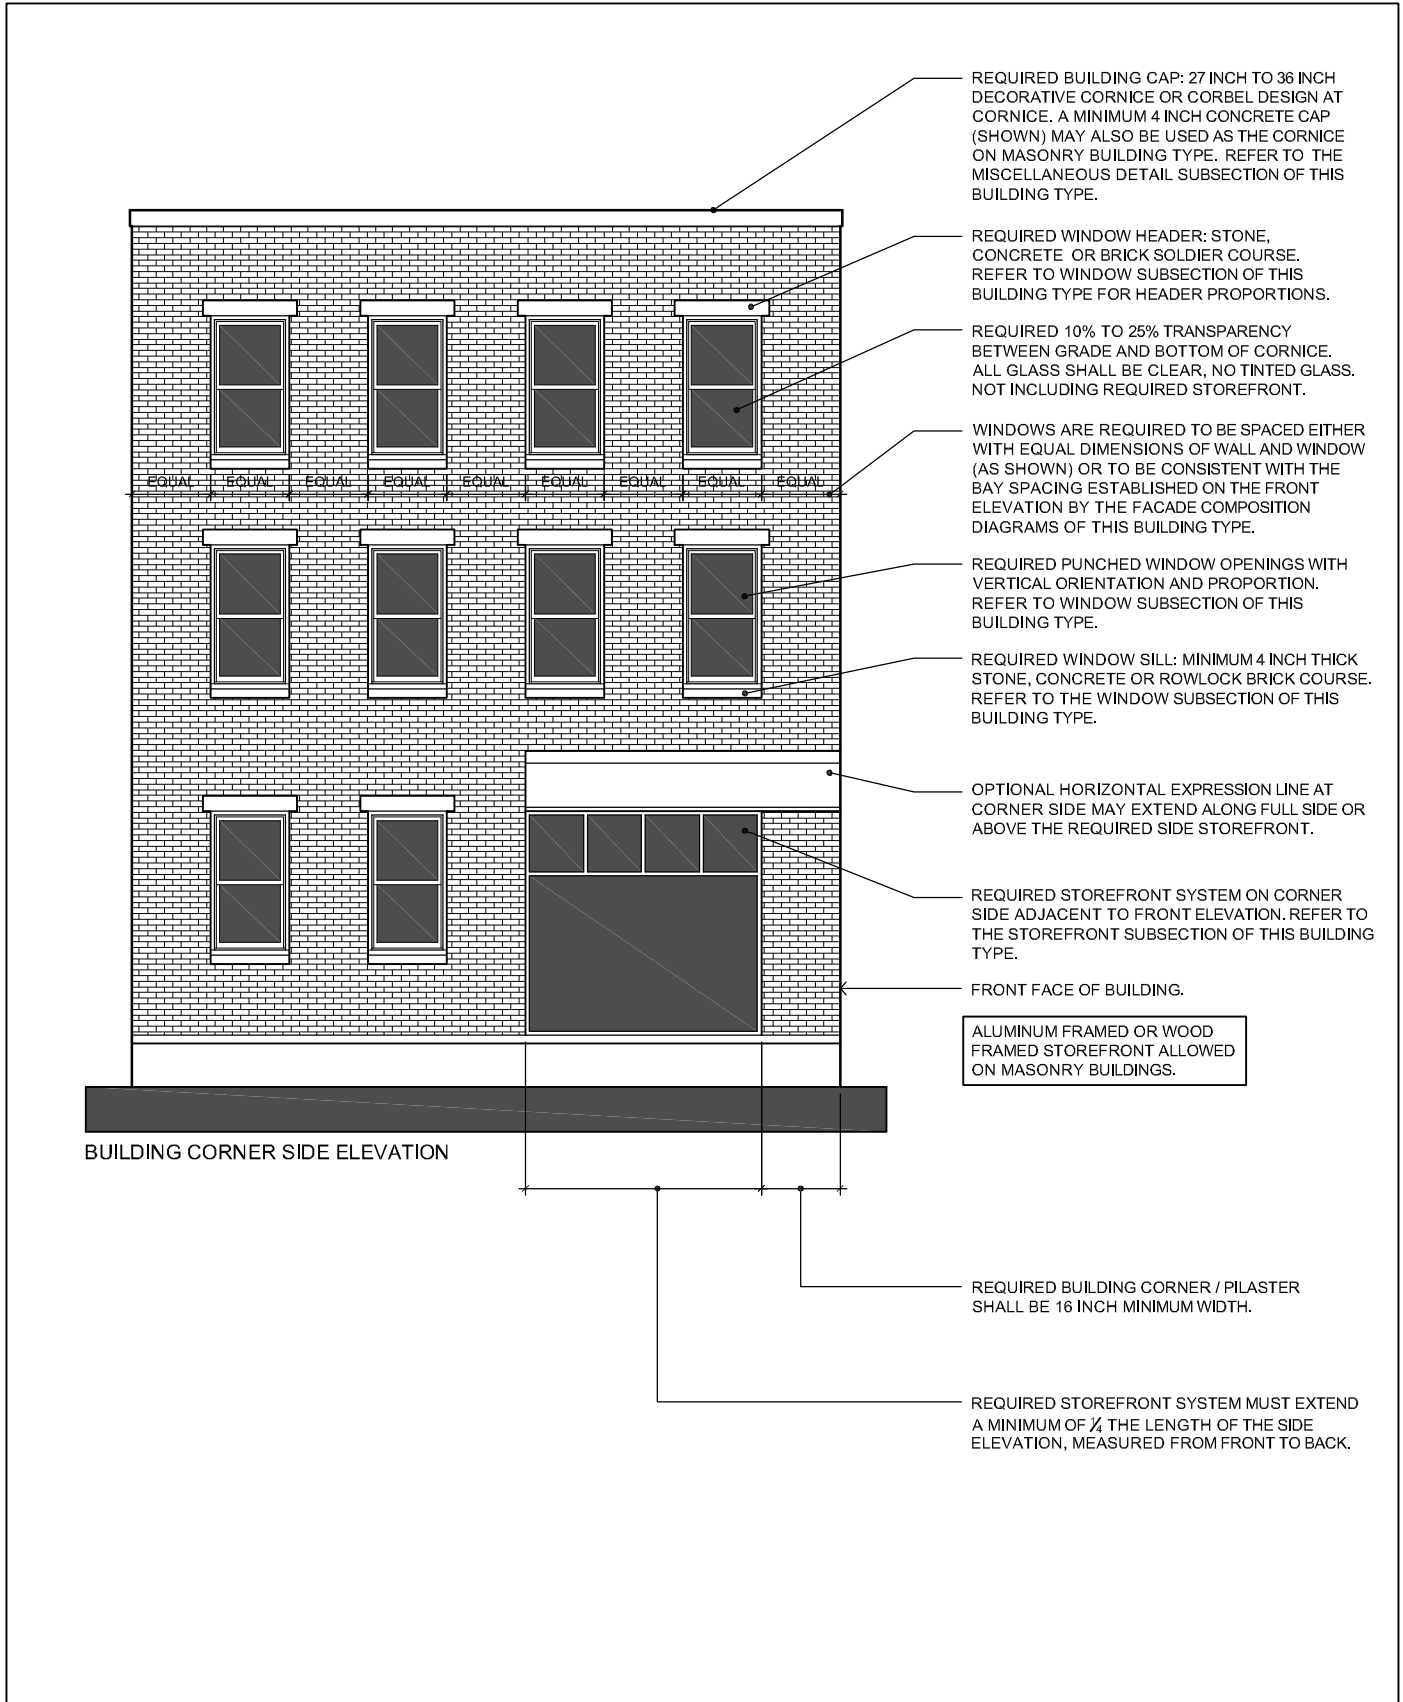 REQUIRED BUILDING CAP: 27 INCH TO 36 INCH
DECORATIVE CORNICE OR CORBEL DESIGN AT
CORNICE. A MINIMUM 4 INCH CONCRETE CAP
(SHOWN) MAY ALSO BE USED AS THE CORNICE
ON MASONRY BUILDING TYPE. REFER TO THE
MISCELLANEOUS DETAIL SUBSECTION OF THIS
BUILDING TYPE.
REQUIRED WINDOW HEADER: STONE,
CONCRETE OR BRICK SOLDIER COURSE.
REFER TO WINDOW SUBSECTION OF THIS
BUILDING TYPE FOR HEADER PROPORTIONS.
REQUIRED 10% TO 25% TRANSPARENCY
BETWEEN GRADE AND BOTTOM OF CORNICE.
ALL GLASS SHALL BE CLEAR, NO TINTED GLASS.
NOT INCLUDING REQUIRED STOREFRONT.
WINDOWS ARE REQUIRED TO BE SPACED EITHER
WITH EQUAL DIMENSIONS OF WALL AND WINDOW
(AS SHOWN) OR TO BE CONSISTENT WITH THE
BAY SPACING ESTABLISHED ON THE FRONT
ELEVATION BY THE FACADE COMPOSITION
DIAGRAMS OF THIS BUILDING TYPE.
EQUAL EQUAL EQUAL EQUAL EQUAL EQUAL EQUAL EQUAL EQUAL
REQUIRED PUNCHED WINDOW OPENINGS WITH
VERTICAL ORIENTATION AND PROPORTION.
REFER TO WINDOW SUBSECTION OF THIS
BUILDING TYPE.
REQUIRED WINDOW SILL: MINIMUM 4 INCH THICK
STONE, CONCRETE OR ROWLOCK BRICK COURSE.
REFER TO THE WINDOW SUBSECTION OF THIS
BUILDING TYPE.
OPTIONAL HORIZONTAL EXPRESSION LINE AT
CORNER SIDE MAY EXTEND ALONG FULL SIDE OR
ABOVE THE REQUIRED SIDE STOREFRONT.
REQUIRED STOREFRONT SYSTEM ON CORNER
SIDE ADJACENT TO FRONT ELEVATION. REFER TO
THE STOREFRONT SUBSECTION OF THIS BUILDING
TYPE.
FRONT FACE OF BUILDING.
ALUMINUM FRAMED OR WOOD
FRAMED STOREFRONT ALLOWED
ON MASONRY BUILDINGS.
BUILDING CORNER SIDE ELEVATION
REQUIRED BUILDING CORNER / PILASTER
SHALL BE 16 INCH MINIMUM WIDTH.
REQUIRED STOREFRONT SYSTEM MUST EXTEND
A MINIMUM OF ¼ THE LENGTH OF THE SIDE
ELEVATION, MEASURED FROM FRONT TO BACK.